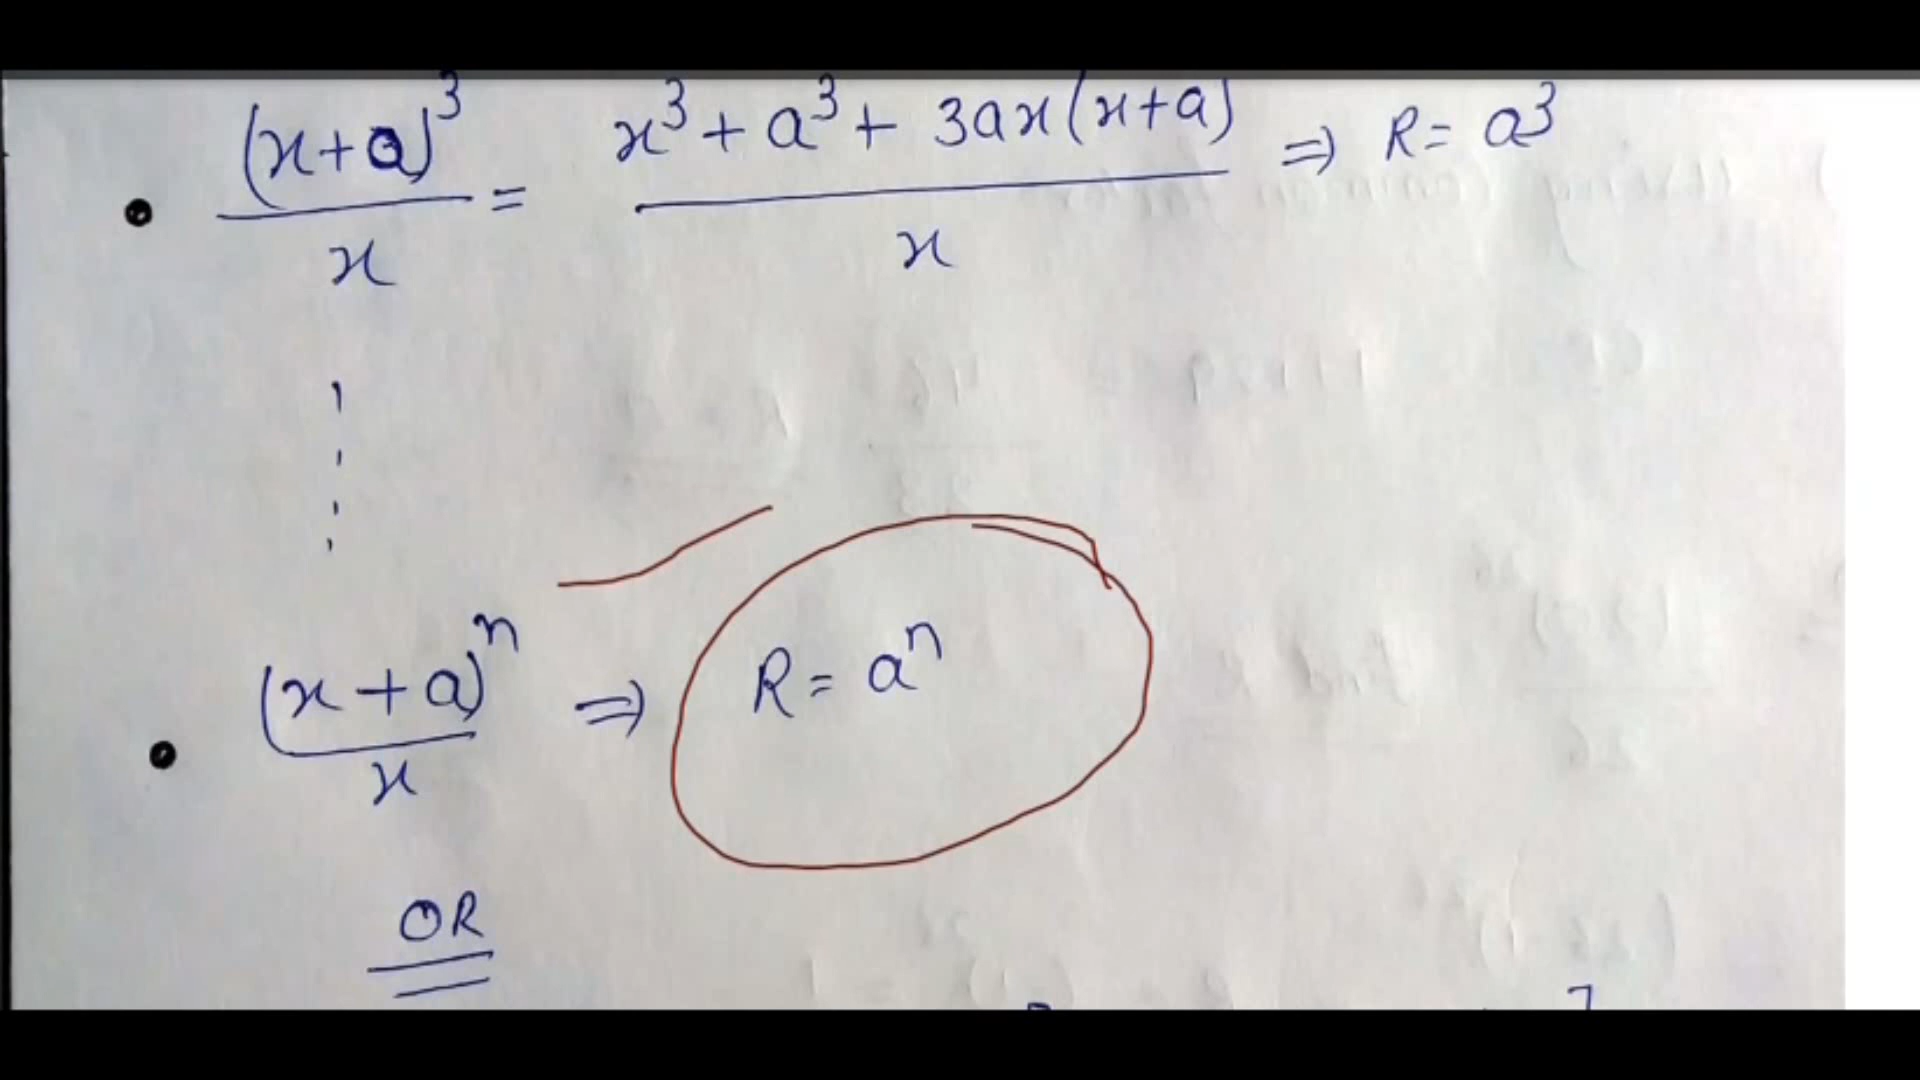 (x+a)^3 / x = x^3 + a^3 + 3ax(x+a) / x ⇒ R = a^3
(x+a)^n / x ⇒ R = a^n
OR